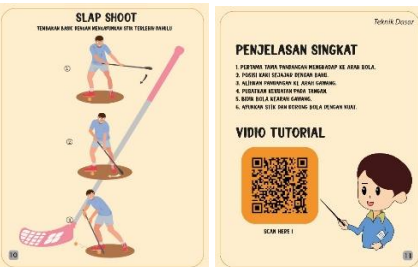 SLAP SHOOT
TEMBAKAN BOLA DENGAN MENGAYUNKAN STIK TERLEBIH DAHULU
1
2
3
10
Teknik Dasar
PENJELASAN SINGKAT
1. PERTAMA TAMA PANDANGAN MENGHADAP KE ARAH BOLA.
2. POSISI KAKI SEJAJAR DENGAN BAHU.
3. ALIHKAN PANDANGAN KE ARAH GAWANG.
4. PUSATKAN KEKUATAN PADA TANGAN.
5. BIDIK BOLA KEARAH GAWANG.
6. AYUNKAN STIK DAN DORONG BOLA DENGAN KUAT.
VIDIO TUTORIAL
SCAN HERE !
11